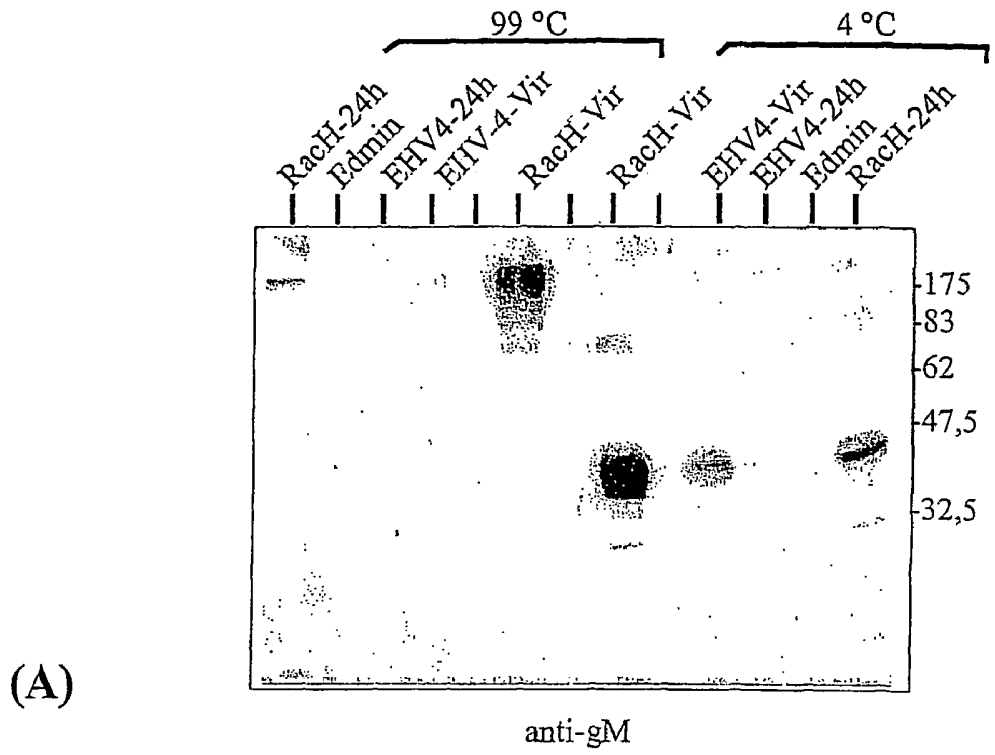 99 °C 4 °C
RacH-24h Edmin EHV4-24h EHV-4-Vir RacH-Vir RacH-Vir EHV4-Vir EHV4-24h Edmin RacH-24h
-175
-83
-62
-47,5
-32,5
(A)
anti-gM